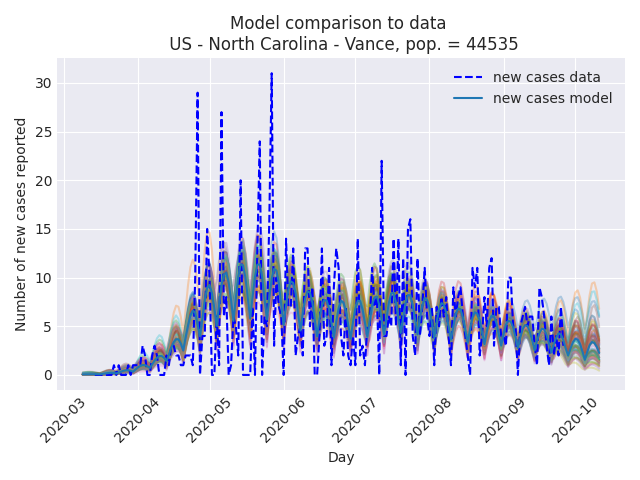 Model comparison to data
US - North Carolina - Vance, pop. = 44535
new cases data
new cases model
Number of new cases reported
30
25
20
15
10
5
0
2020-03
2020-04
2020-05
2020-06
2020-07
2020-08
2020-09
2020-10
Day